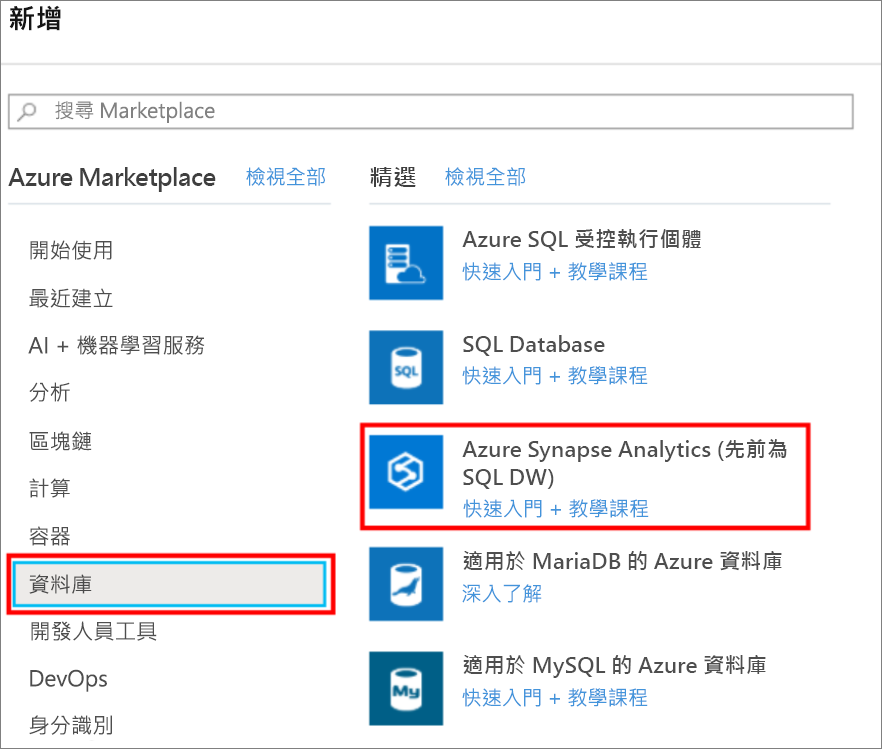 新增
搜尋 Marketplace
Azure Marketplace 檢視全部
開始使用
最近建立
AI + 機器學習服務
分析
區塊鏈
計算
容器
資料庫
開發人員工具
DevOps
身分識別
精選 檢視全部
Azure SQL 受控執行個體
快速入門 + 教學課程
SQL
SQL Database
快速入門 + 教學課程
Azure Synapse Analytics (先前為
SQL DW)
快速入門 + 教學課程
適用於 MariaDB 的 Azure 資料庫
深入了解
My
適用於 MySQL 的 Azure 資料庫
快速入門 + 教學課程